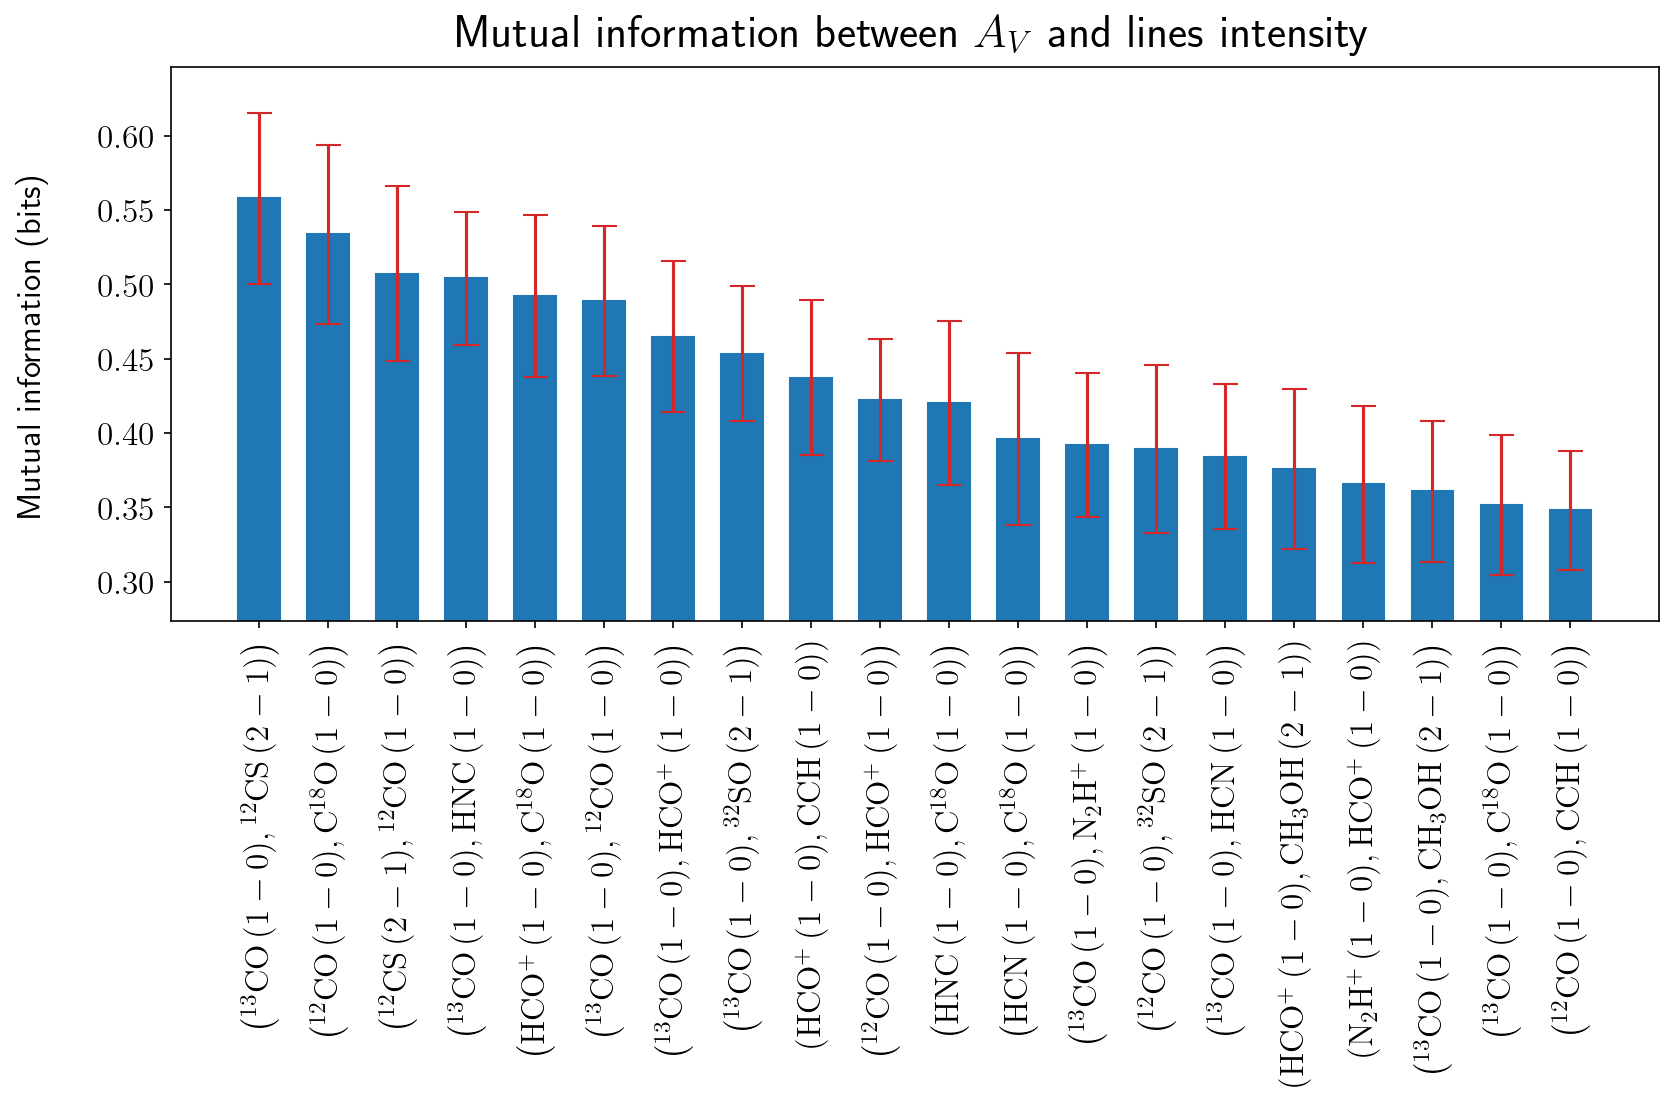 Mutual information between A_V and lines intensity
Mutual information (bits)
0.60
0.55
0.50
0.45
0.40
0.35
0.30
(¹³CO (1 − 0), ¹²CS (2 − 1))
(¹²CO (1 − 0), C¹⁸O (1 − 0))
(¹²CS (2 − 1), ¹²CO (1 − 0))
(¹³CO (1 − 0), HNC (1 − 0))
(HCO⁺ (1 − 0), C¹⁸O (1 − 0))
(¹³CO (1 − 0), ¹²CO (1 − 0))
(¹³CO (1 − 0), HCO⁺ (1 − 0))
(¹³CO (1 − 0), ³²SO (2 − 1))
(HCO⁺ (1 − 0), CCH (1 − 0))
(¹²CO (1 − 0), HCO⁺ (1 − 0))
(HNC (1 − 0), C¹⁸O (1 − 0))
(HCN (1 − 0), C¹⁸O (1 − 0))
(¹³CO (1 − 0), N₂H⁺ (1 − 0))
(¹²CO (1 − 0), ³²SO (2 − 1))
(¹³CO (1 − 0), HCN (1 − 0))
(HCO⁺ (1 − 0), CH₃OH (2 − 1))
(N₂H⁺ (1 − 0), HCO⁺ (1 − 0))
(¹³CO (1 − 0), CH₃OH (2 − 1))
(¹³CO (1 − 0), C¹⁸O (1 − 0))
(¹²CO (1 − 0), CCH (1 − 0))